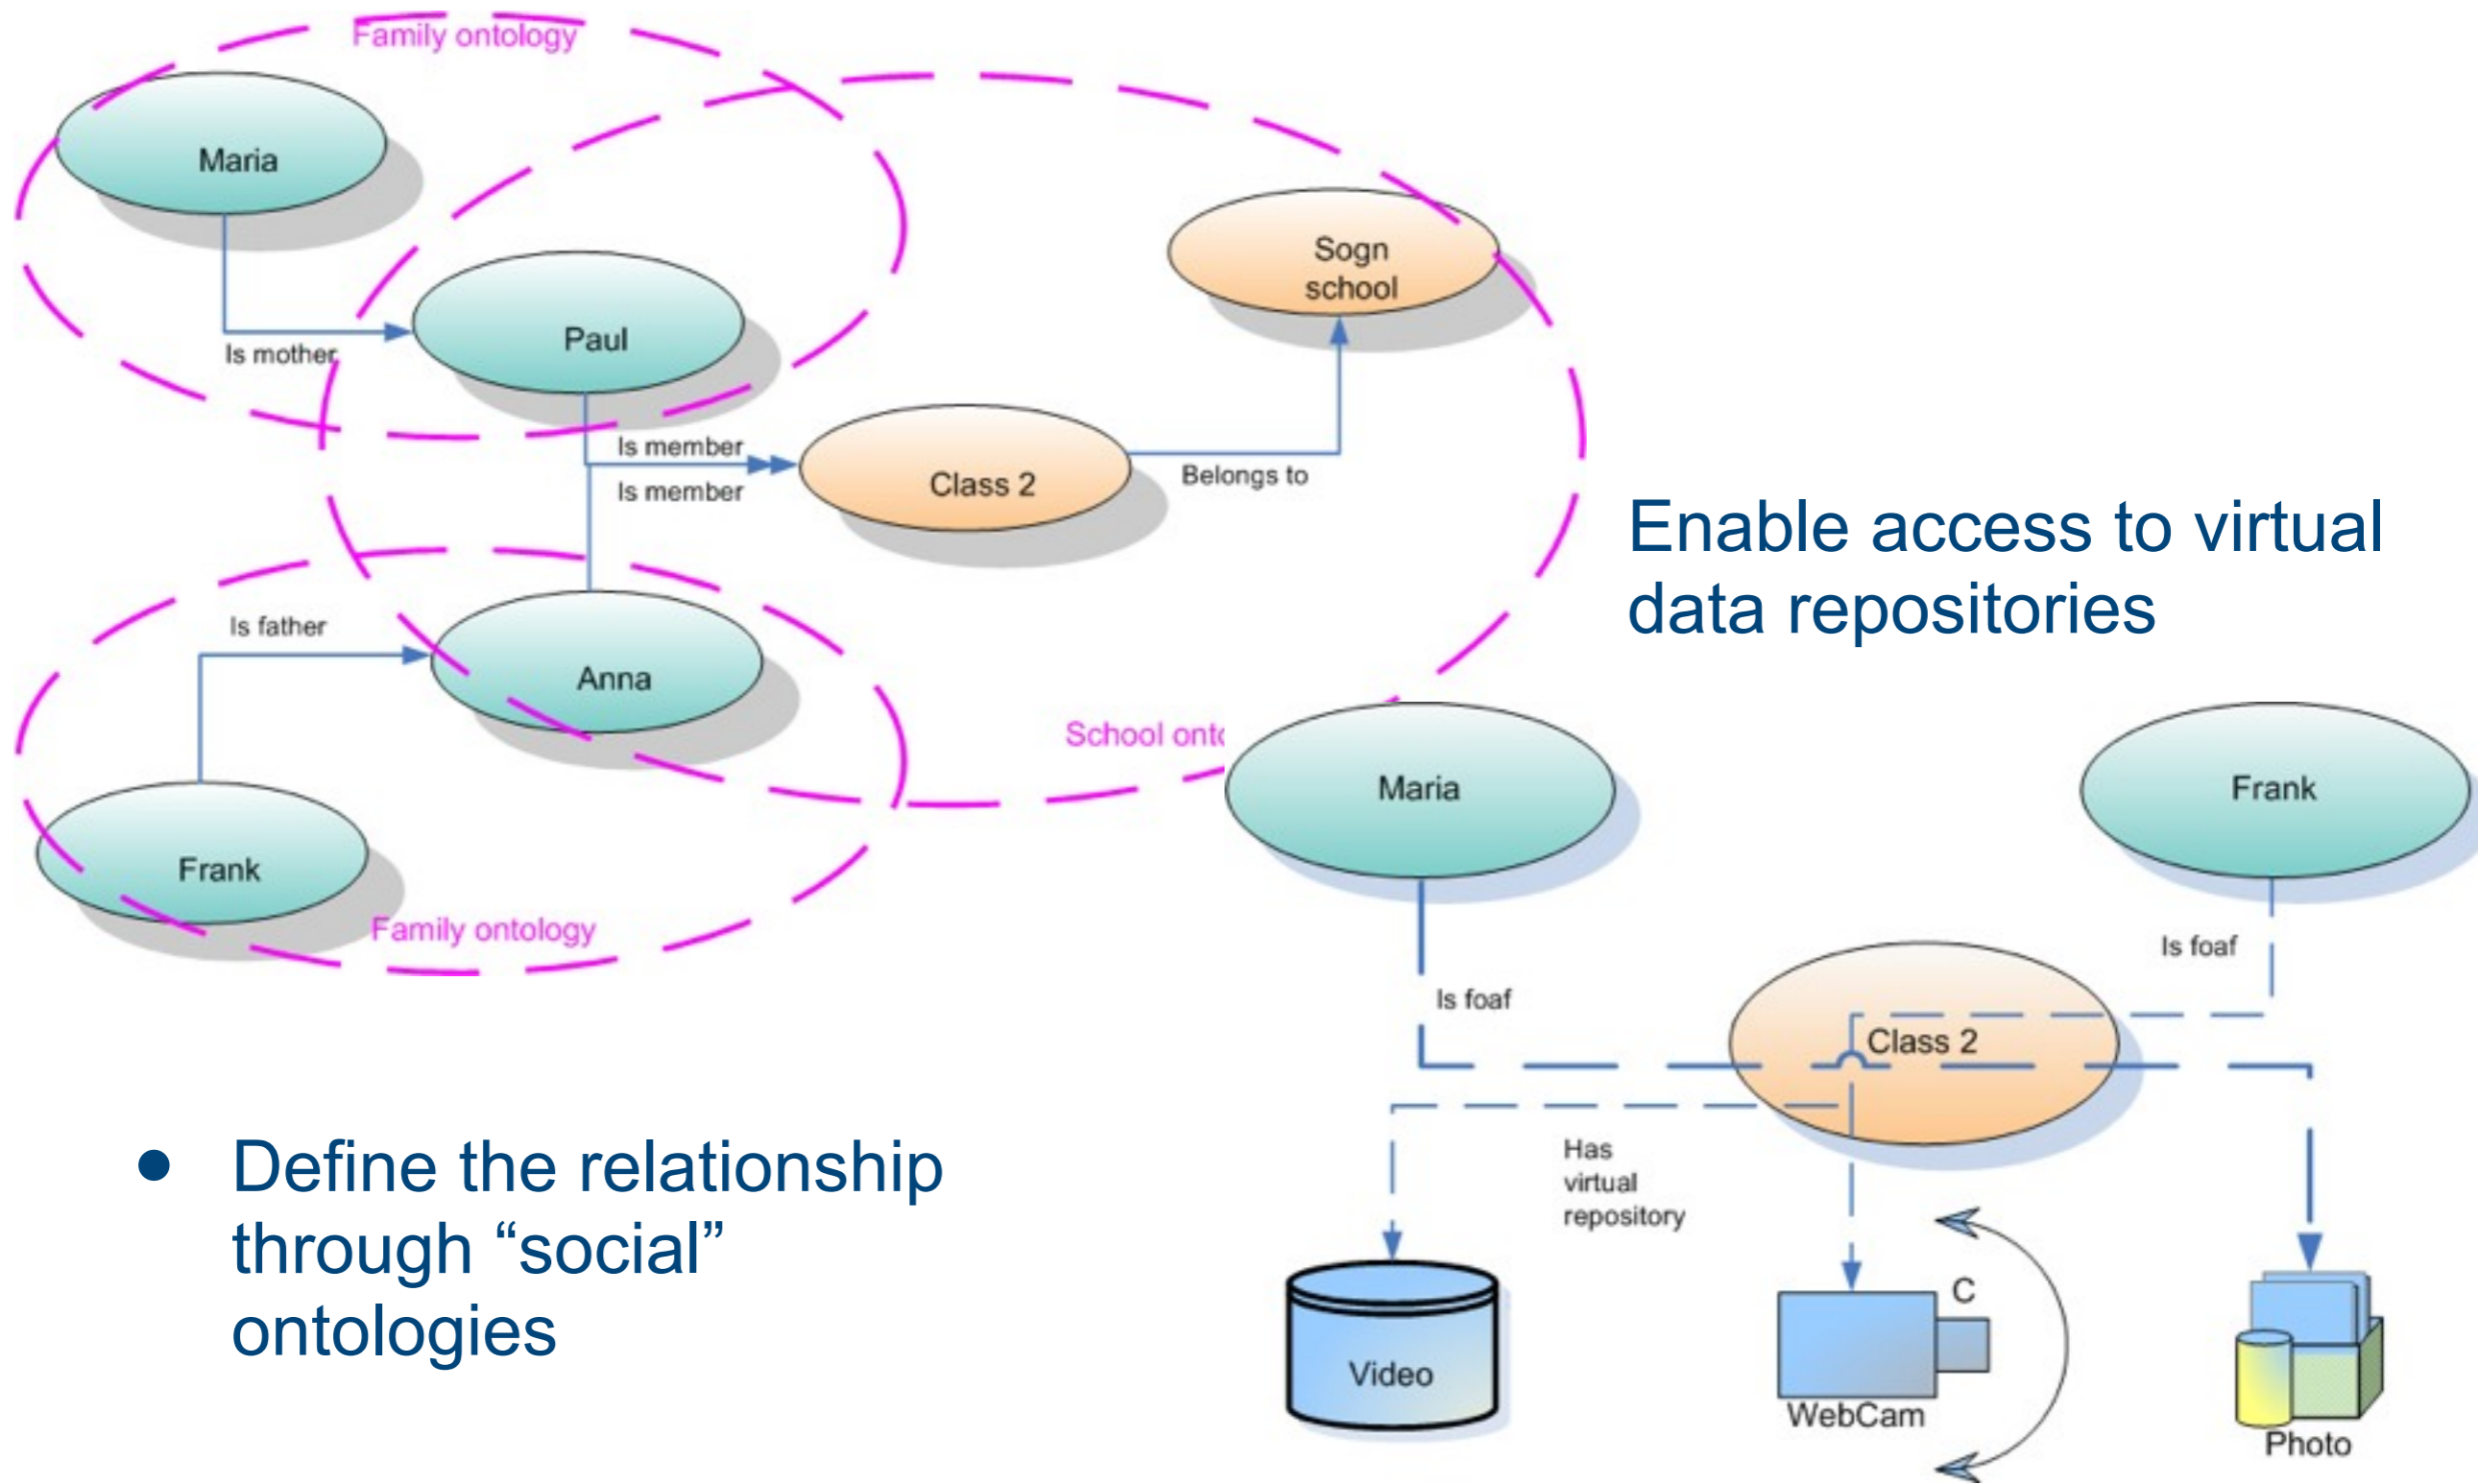 Family ontology
Maria
Is mother
Paul
Sogn
school
Is member
Is member
Class 2
Belongs to
Is father
Anna
Frank
Family ontology
School onto
Enable access to virtual
data repositories
Maria
Frank
Is foaf
Is foaf
Class 2
Has
virtual
repository
Video
C
WebCam
Photo
● Define the relationship
through “social”
ontologies